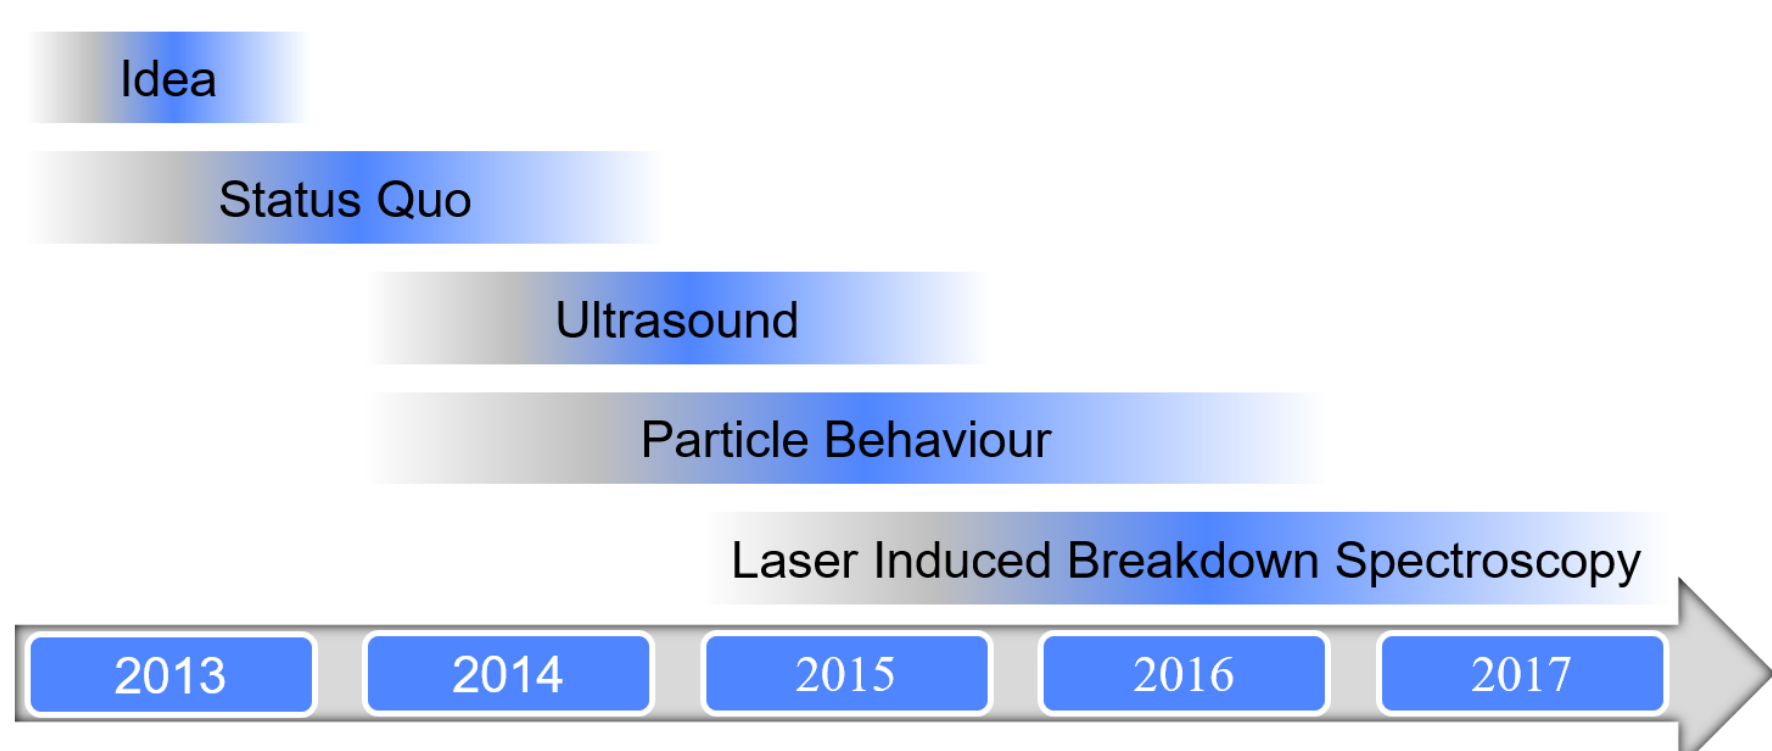 Idea
Status Quo
Ultrasound
Particle Behaviour
Laser Induced Breakdown Spectroscopy
2013 2014 2015 2016 2017